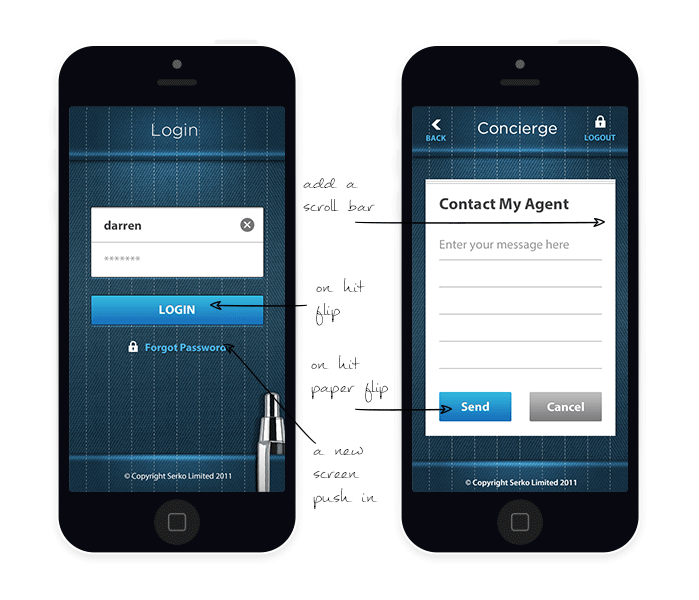 Login
darren
*******
LOGIN
Forgot Password
© Copyright Serko Limited 2011
add a
scroll bar
on hit
flip
on hit
paper flip
a new
screen
push in
BACK
Concierge
LOGOUT
Contact My Agent
Enter your message here
Send
Cancel
© Copyright Serko Limited 2011